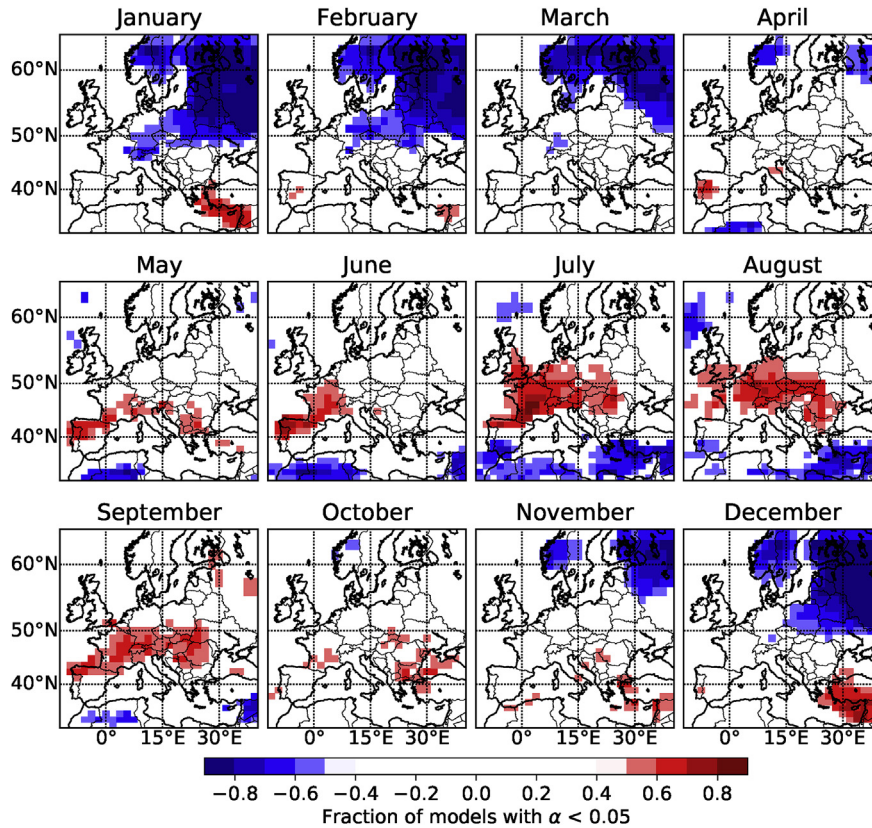 January February March April
60°N
50°N
40°N
May June July August
60°N
50°N
40°N
September October November December
60°N
50°N
40°N
0° 15°E 30°E 0° 15°E 30°E 0° 15°E 30°E 0° 15°E 30°E
−0.8 −0.6 −0.4 −0.2 0.0 0.2 0.4 0.6 0.8
Fraction of models with α < 0.05